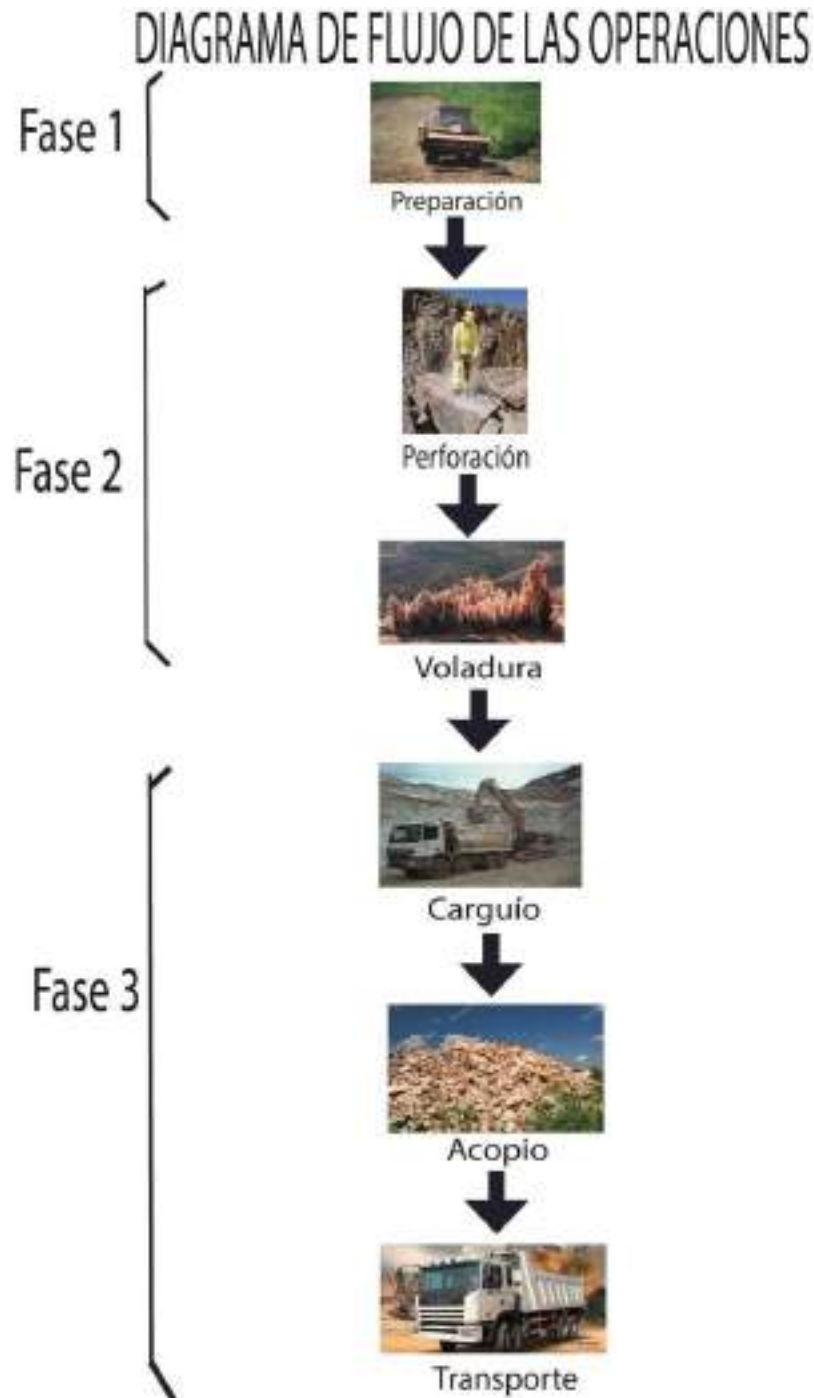 DIAGRAMA DE FLUJO DE LAS OPERACIONES
Fase 1
Preparación
Fase 2
Perforación
Voladura
Fase 3
Carguío
Acopio
Transporte